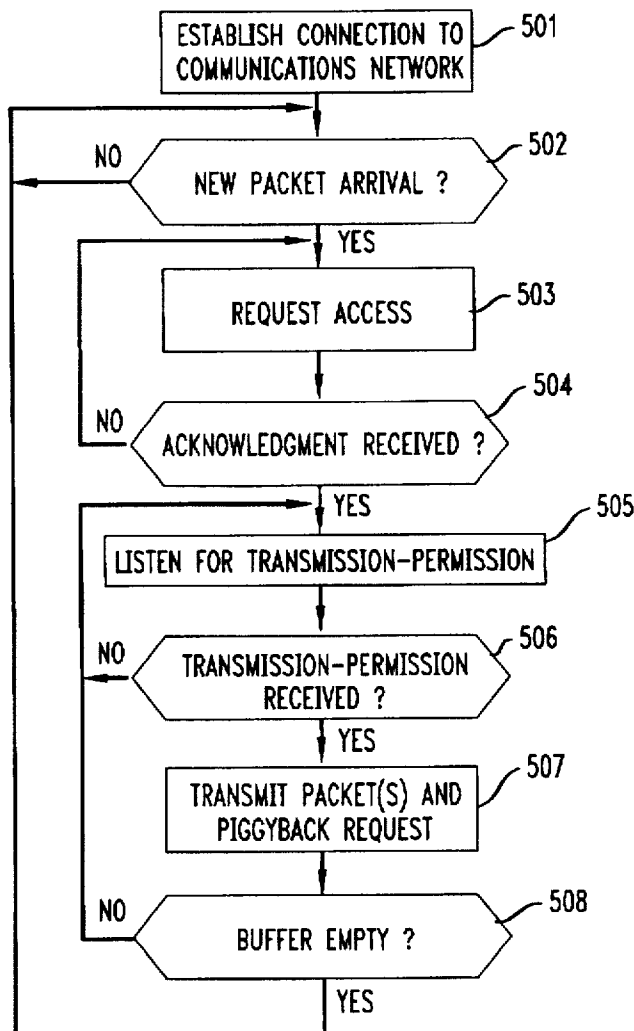 ESTABLISH CONNECTION TO
COMMUNICATIONS NETWORK
501
NO
NEW PACKET ARRIVAL ?
502
YES
REQUEST ACCESS
503
NO
ACKNOWLEDGMENT RECEIVED ?
504
YES
505
LISTEN FOR TRANSMISSION-PERMISSION
NO
TRANSMISSION-PERMISSION
RECEIVED ?
506
YES
TRANSMIT PACKET(S) AND
PIGGYBACK REQUEST
507
NO
BUFFER EMPTY ?
508
YES